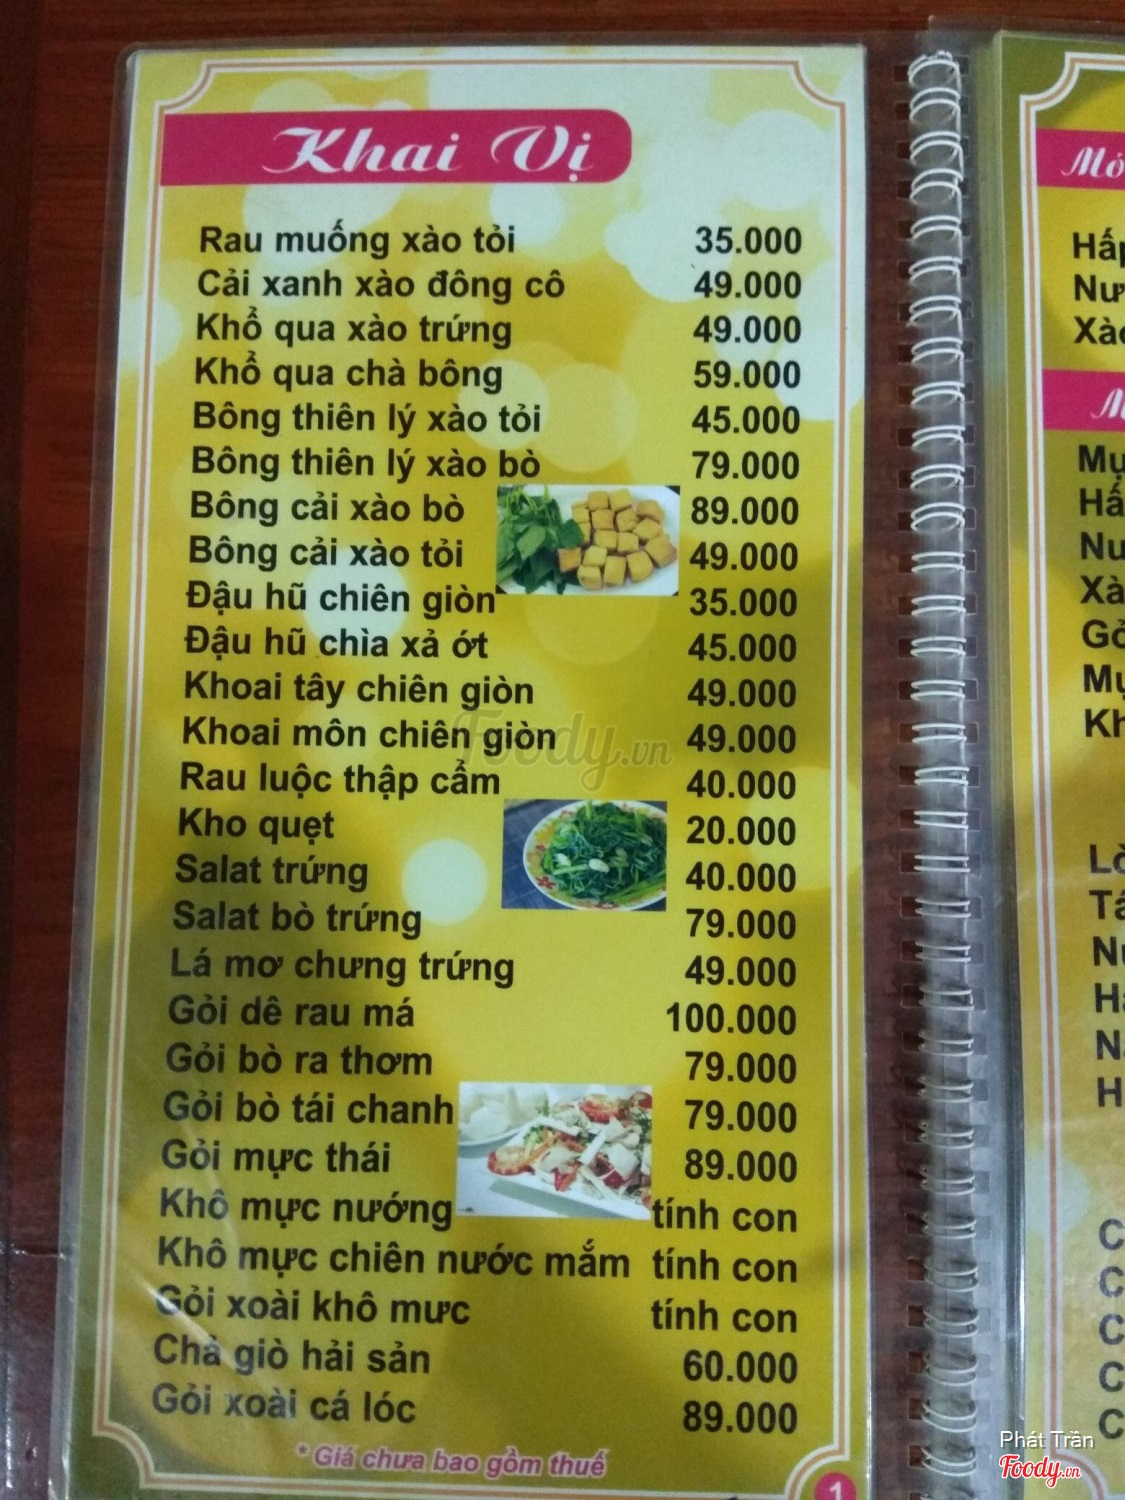 Khai Vị
Rau muống xào tỏi 35.000
Cải xanh xào đông cô 49.000
Khổ qua xào trứng 49.000
Khổ qua chà bông 59.000
Bông thiên lý xào tỏi 45.000
Bông thiên lý xào bò 79.000
Bông cải xào bò 89.000
Bông cải xào tỏi 49.000
Đậu hũ chiên giòn 35.000
Đậu hũ chìa xả ớt 45.000
Khoai tây chiên giòn 49.000
Khoai môn chiên giòn 49.000
Rau luộc thập cẩm 40.000
Kho quẹt 20.000
Salat trứng 40.000
Salat bò trứng 79.000
Lá mơ chưng trứng 49.000
Gỏi dê rau má 100.000
Gỏi bò ra thơm 79.000
Gỏi bò tái chanh 79.000
Gỏi mực thái 89.000
Khô mực nướng tính con
Khô mực chiên nước mắm tính con
Gỏi xoài khô mưc tính con
Chả giò hải sản 60.000
Gỏi xoài cá lóc 89.000
* Giá chưa bao gồm thuế
1
Hấp
Xào
Foody.vn
Phát Trần
Foody.vn